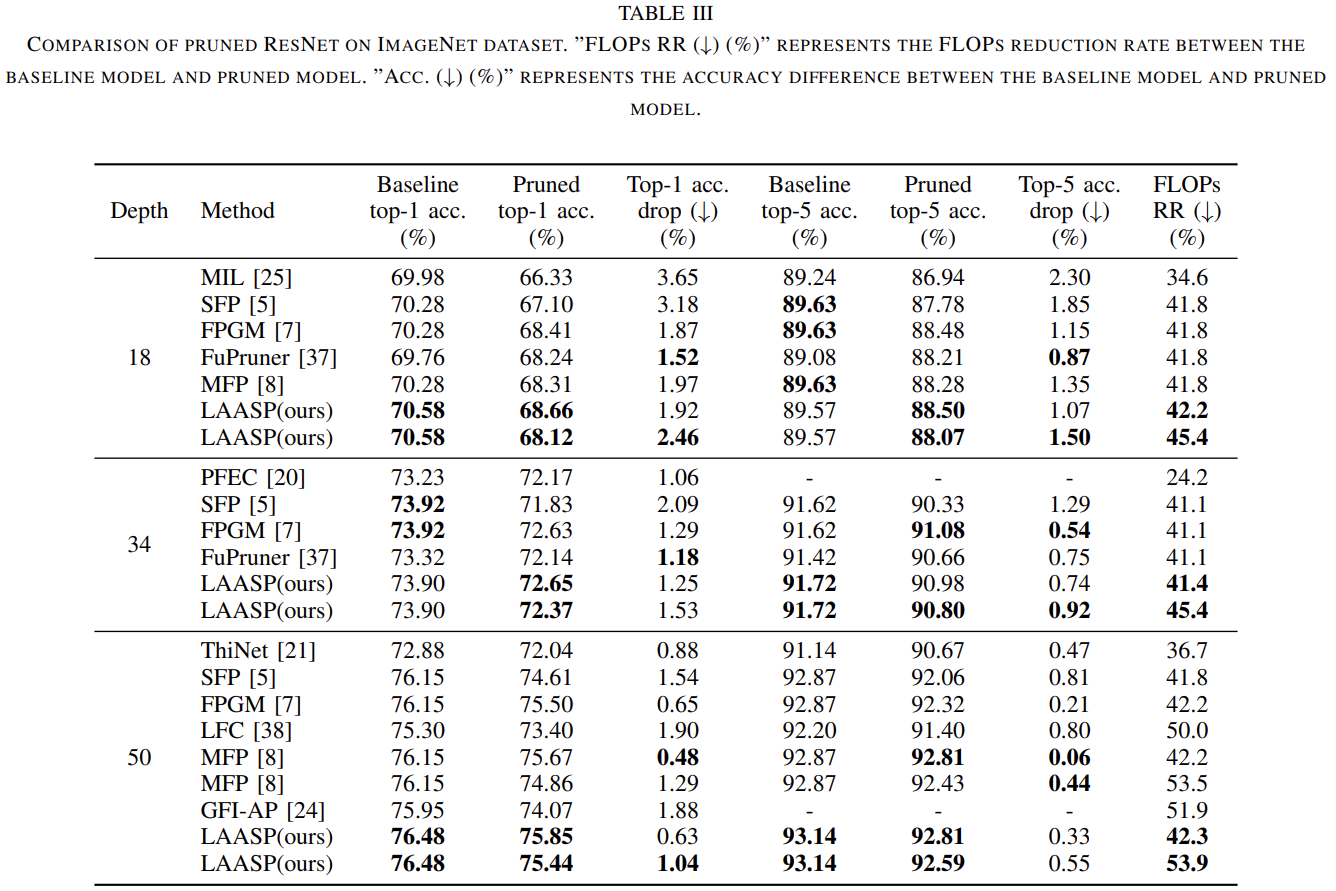 TABLE III
COMPARISON OF PRUNED RESNET ON IMAGENET DATASET. "FLOPS RR (↓) (%)" REPRESENTS THE FLOPS REDUCTION RATE BETWEEN THE
BASELINE MODEL AND PRUNED MODEL. "ACC. (↓) (%)" REPRESENTS THE ACCURACY DIFFERENCE BETWEEN THE BASELINE MODEL AND PRUNED
MODEL.
Depth Method Baseline top-1 acc. (%) Pruned top-1 acc. (%) Top-1 acc. drop (↓) (%) Baseline top-5 acc. (%) Pruned top-5 acc. (%) Top-5 acc. drop (↓) (%) FLOPs RR (↓) (%)
18
MIL [25] 69.98 66.33 3.65 89.24 86.94 2.30 34.6
SFP [5] 70.28 67.10 3.18 89.63 87.78 1.85 41.8
FPGM [7] 70.28 68.41 1.87 89.63 88.48 1.15 41.8
FuPruner [37] 69.76 68.24 1.52 89.08 88.21 0.87 41.8
MFP [8] 70.28 68.31 1.97 89.63 88.28 1.35 41.8
LAASP(ours) 70.58 68.66 1.92 89.57 88.50 1.07 42.2
LAASP(ours) 70.58 68.12 2.46 89.57 88.07 1.50 45.4
34
PFEC [20] 73.23 72.17 1.06 - - - 24.2
SFP [5] 73.92 71.83 2.09 91.62 90.33 1.29 41.1
FPGM [7] 73.92 72.63 1.29 91.62 91.08 0.54 41.1
FuPruner [37] 73.32 72.14 1.18 91.42 90.66 0.75 41.1
LAASP(ours) 73.90 72.65 1.25 91.72 90.98 0.74 41.4
LAASP(ours) 73.90 72.37 1.53 91.72 90.80 0.92 45.4
50
ThiNet [21] 72.88 72.04 0.88 91.14 90.67 0.47 36.7
SFP [5] 76.15 74.61 1.54 92.87 92.06 0.81 41.8
FPGM [7] 76.15 75.50 0.65 92.87 92.32 0.21 42.2
LFC [38] 75.30 73.40 1.90 92.20 91.40 0.80 50.0
MFP [8] 76.15 75.67 0.48 92.87 92.81 0.06 42.2
MFP [8] 76.15 74.86 1.29 92.87 92.43 0.44 53.5
GFI-AP [24] 75.95 74.07 1.88 - - - 51.9
LAASP(ours) 76.48 75.85 0.63 93.14 92.81 0.33 42.3
LAASP(ours) 76.48 75.44 1.04 93.14 92.59 0.55 53.9